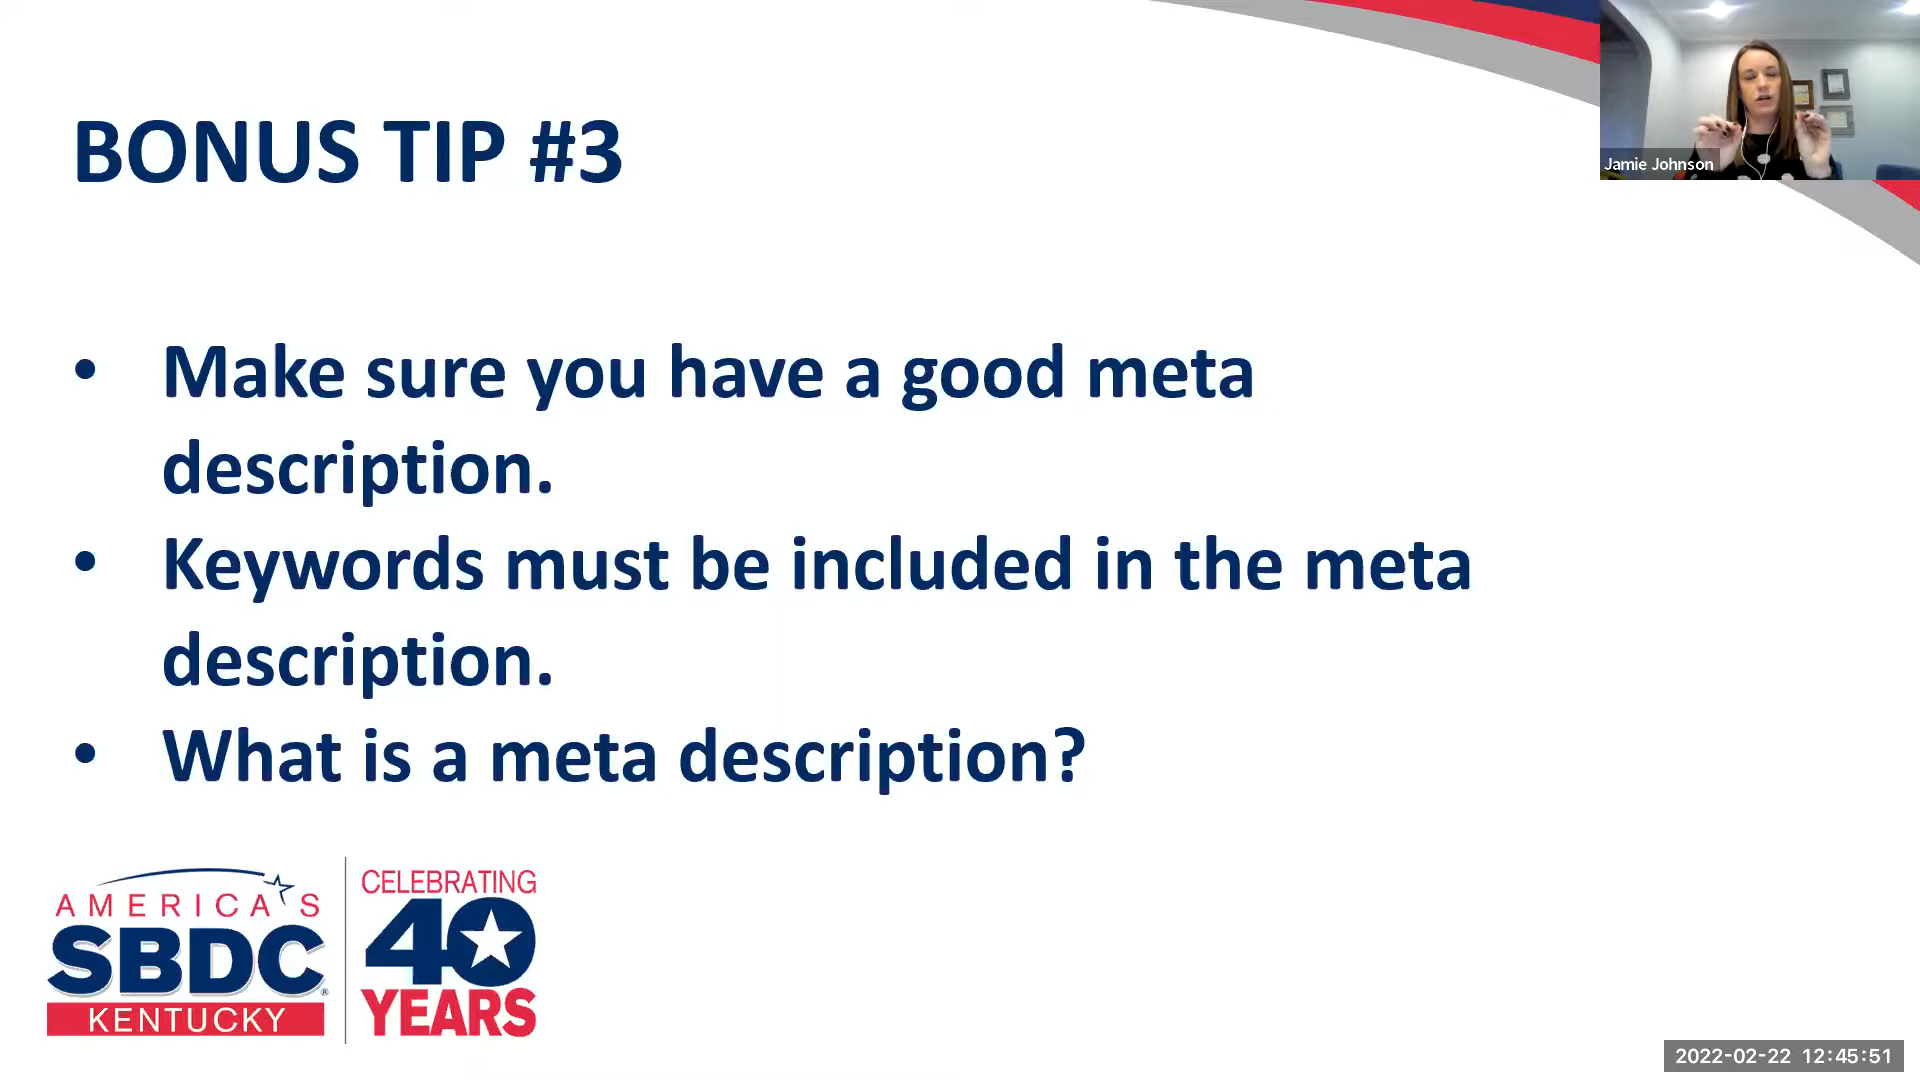 BONUS TIP #3
Jamie Johnson
• Make sure you have a good meta
description.
• Keywords must be included in the meta
description.
• What is a meta description?
AMERICA'S
SBDC®
KENTUCKY
CELEBRATING
40
YEARS
2022-02-22 12:45:51